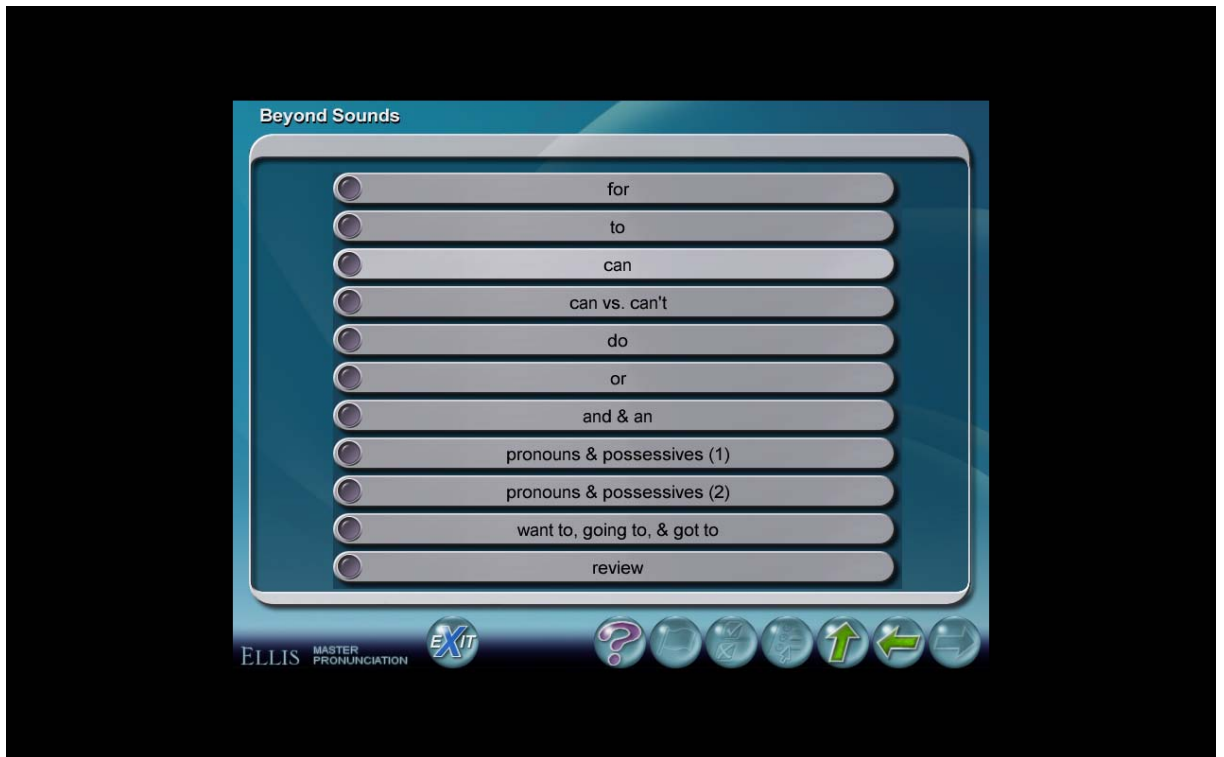 Beyond Sounds
for
to
can
can vs. can't
do
or
and & an
pronouns & possessives (1)
pronouns & possessives (2)
want to, going to, & got to
review
EXIT
?
ELLIS MASTER
PRONUNCIATION